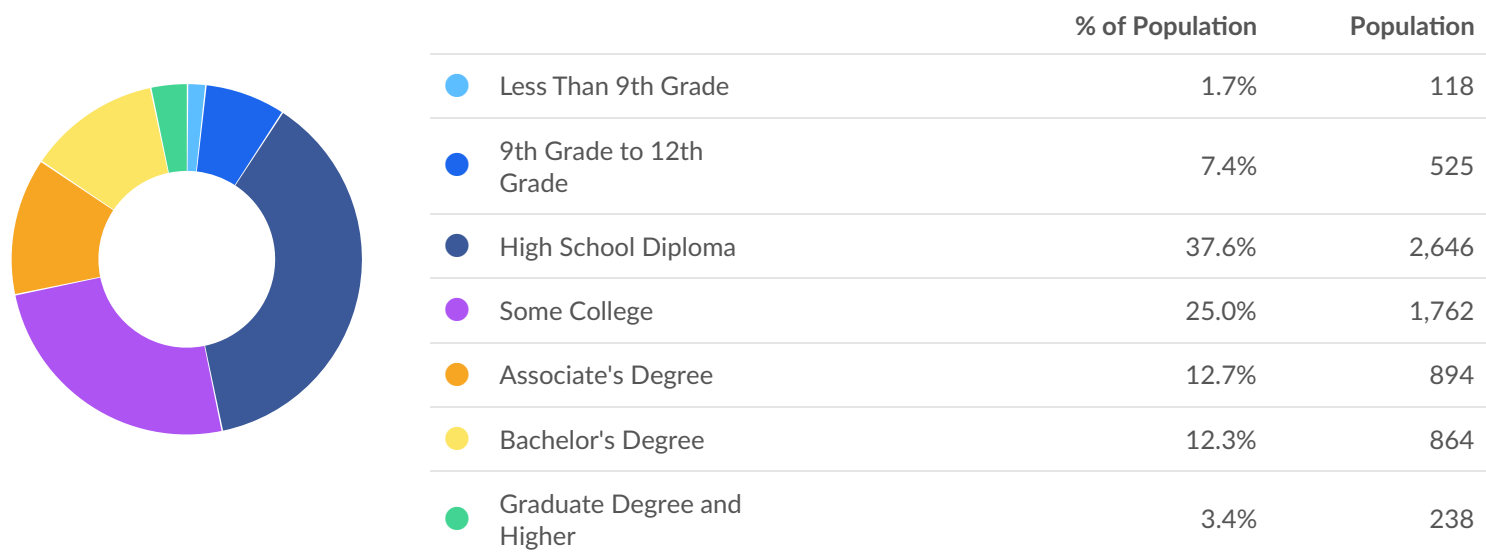 % of Population Population
Less Than 9th Grade 1.7% 118
9th Grade to 12th
Grade 7.4% 525
High School Diploma 37.6% 2,646
Some College 25.0% 1,762
Associate's Degree 12.7% 894
Bachelor's Degree 12.3% 864
Graduate Degree and
Higher 3.4% 238